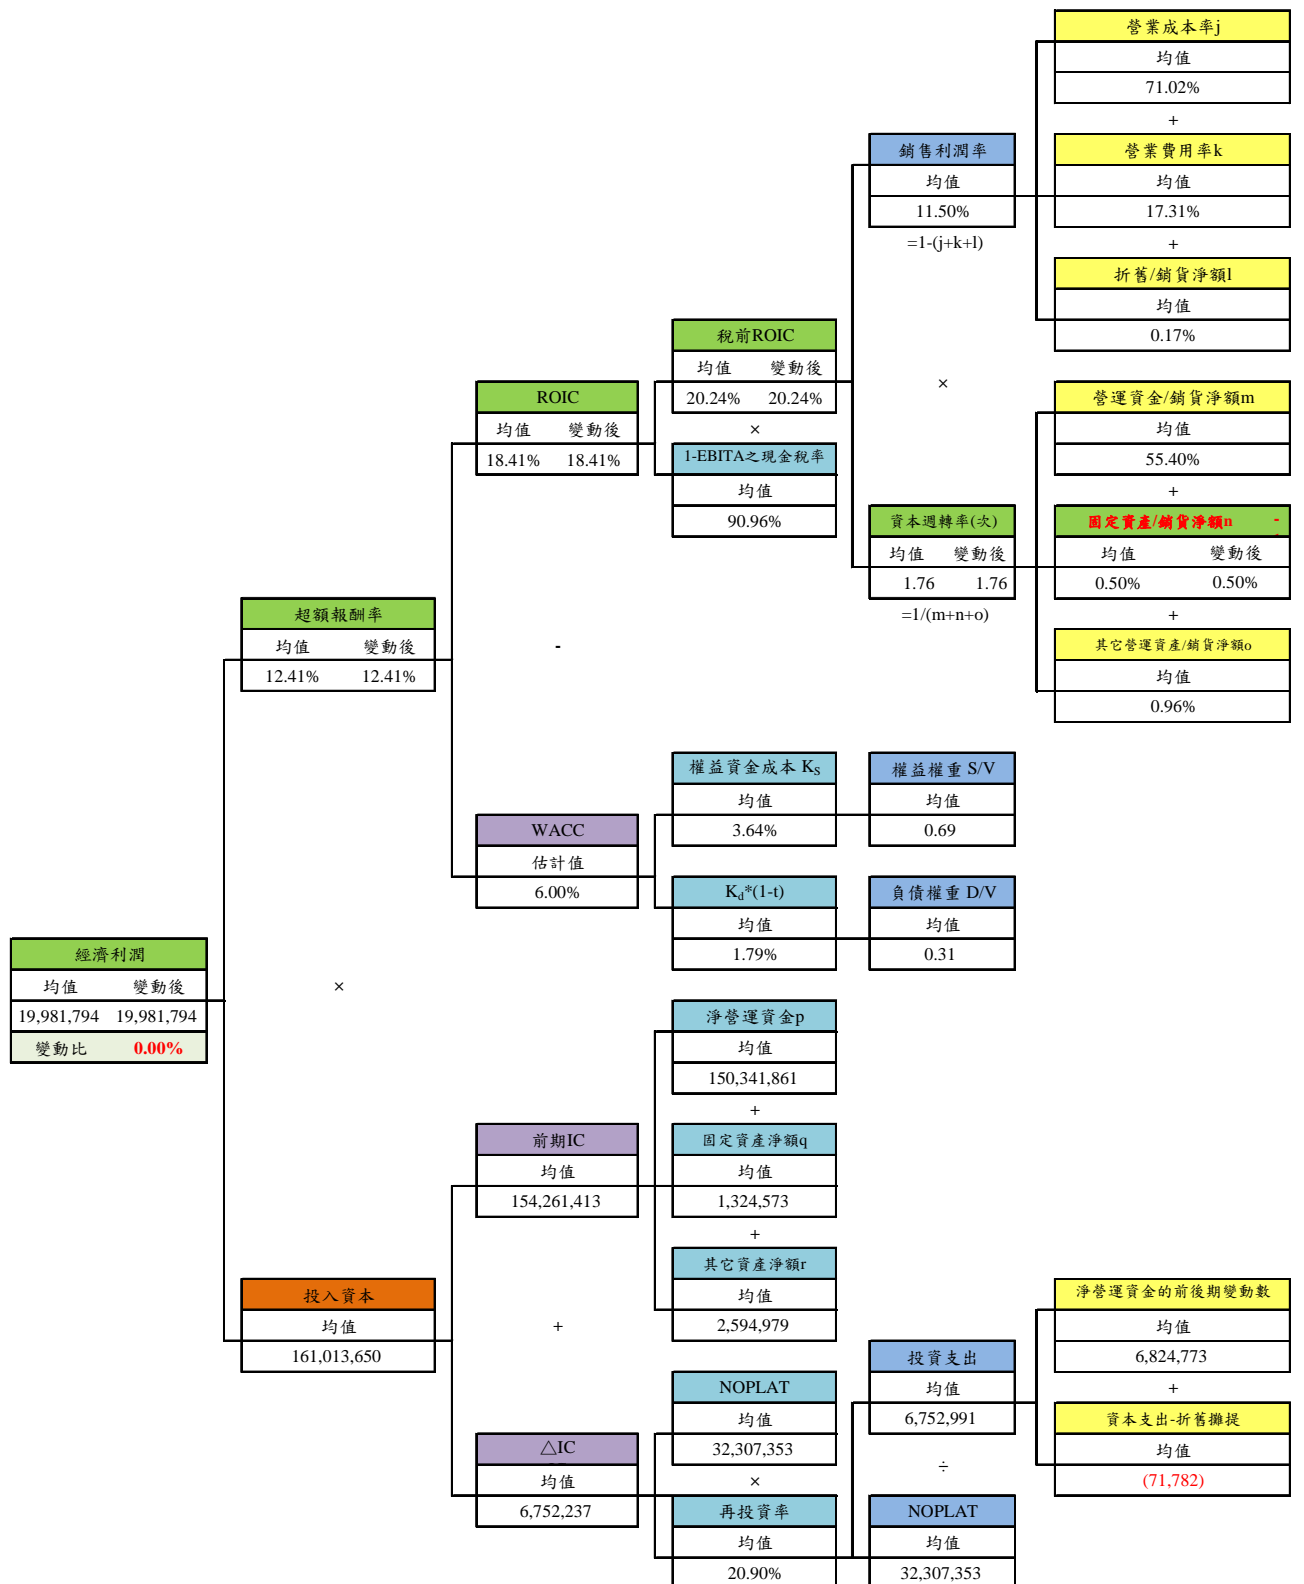 營業成本率j
均值
71.02%
+
銷售利潤率
均值
11.50%
=1-(j+k+l)
營業費用率k
均值
17.31%
+
折舊/銷貨淨額l
均值
0.17%
稅前ROIC
均值 變動後
20.24% 20.24%
×
×
ROIC
均值 變動後
18.41% 18.41%
1-EBITA之現金稅率
均值
90.96%
營運資金/銷貨淨額m
均值
55.40%
+
資本週轉率(次)
均值 變動後
1.76 1.76
=1/(m+n+o)
固定資產/銷貨淨額n -
均值 變動後
0.50% 0.50%
+
其它營運資產/銷貨淨額o
均值
0.96%
超額報酬率
均值 變動後
12.41% 12.41%
-
權益資金成本 KS
均值
3.64%
權益權重 S/V
均值
0.69
WACC
估計值
6.00%
Kd*(1-t)
均值
1.79%
負債權重 D/V
均值
0.31
經濟利潤
均值 變動後
19,981,794 19,981,794
變動比 0.00%
×
淨營運資金p
均值
150,341,861
+
前期IC
均值
154,261,413
固定資產淨額q
均值
1,324,573
+
其它資產淨額r
均值
2,594,979
投入資本
均值
161,013,650
+
淨營運資金的前後期變動數
均值
6,824,773
+
投資支出
均值
6,752,991
÷
NOPLAT
均值
32,307,353
×
資本支出-折舊攤提
均值
(71,782)
△IC
均值
6,752,237
再投資率
均值
20.90%
NOPLAT
均值
32,307,353